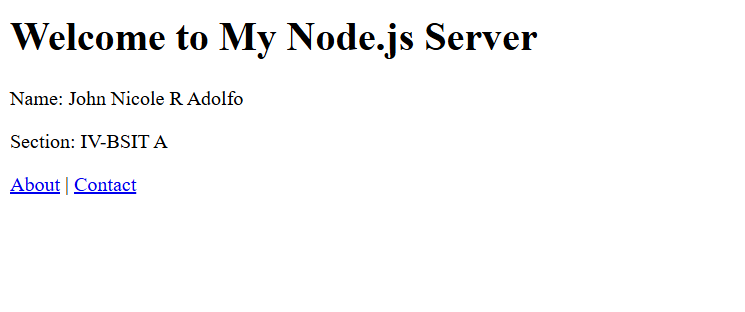 Welcome to My Node.js Server
Name: John Nicole R Adolfo
Section: IV-BSIT A
About | Contact